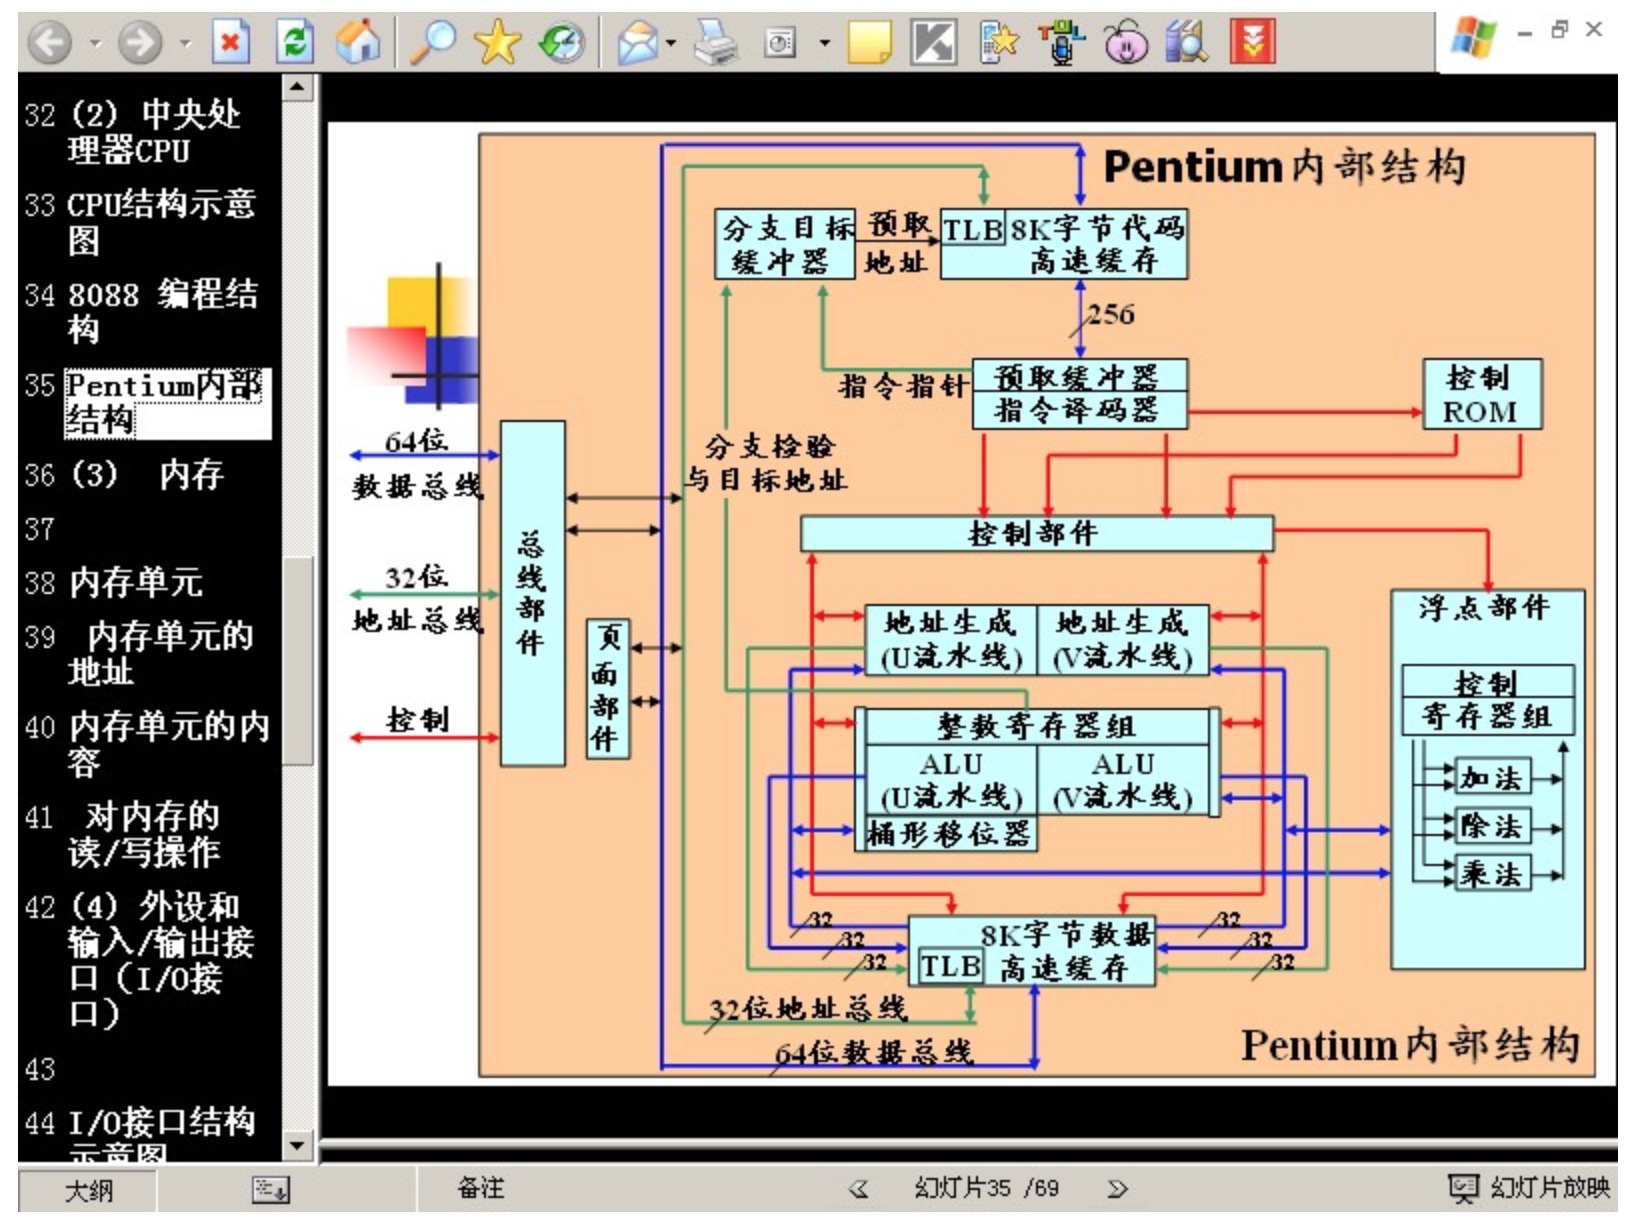 32 (2) 中央处
理器CPU
33 CPU结构示意
图
34 8088 编程结
构
35 Pentium内部
结构
36 (3) 内存
37
38 内存单元
39 内存单元的
地址
40 内存单元的内
容
41 对内存的
读/写操作
42 (4) 外设和
输入/输出接
口（I/O接
口）
43
44 I/O接口结构
示意图
Pentium内部结构
分支目标
缓冲器
预取
地址
TLB
8K字节代码
高速缓存
256
指令指针
预取缓冲器
指令译码器
控制
ROM
分支检验
与目标地址
64位
数据总线
32位
地址总线
控制
总线部件
页面部件
控制部件
地址生成
(U流水线)
地址生成
(V流水线)
整数寄存器组
ALU
(U流水线)
ALU
(V流水线)
桶形移位器
浮点部件
控制
寄存器组
加法
除法
乘法
32
32
32
32
32
32
8K字节数据
TLB
高速缓存
32位地址总线
64位数据总线
Pentium内部结构
大纲
备注
幻灯片35 /69
幻灯片放映